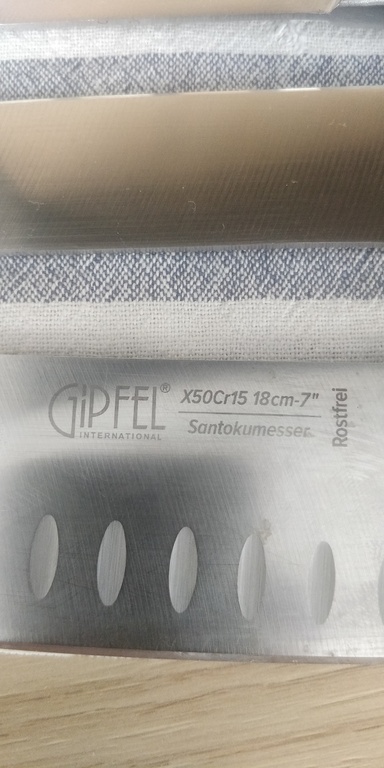 GiPFEL®
INTERNATIONAL
X50Cr15 18cm-7"
Santokumesser
Rostfrei